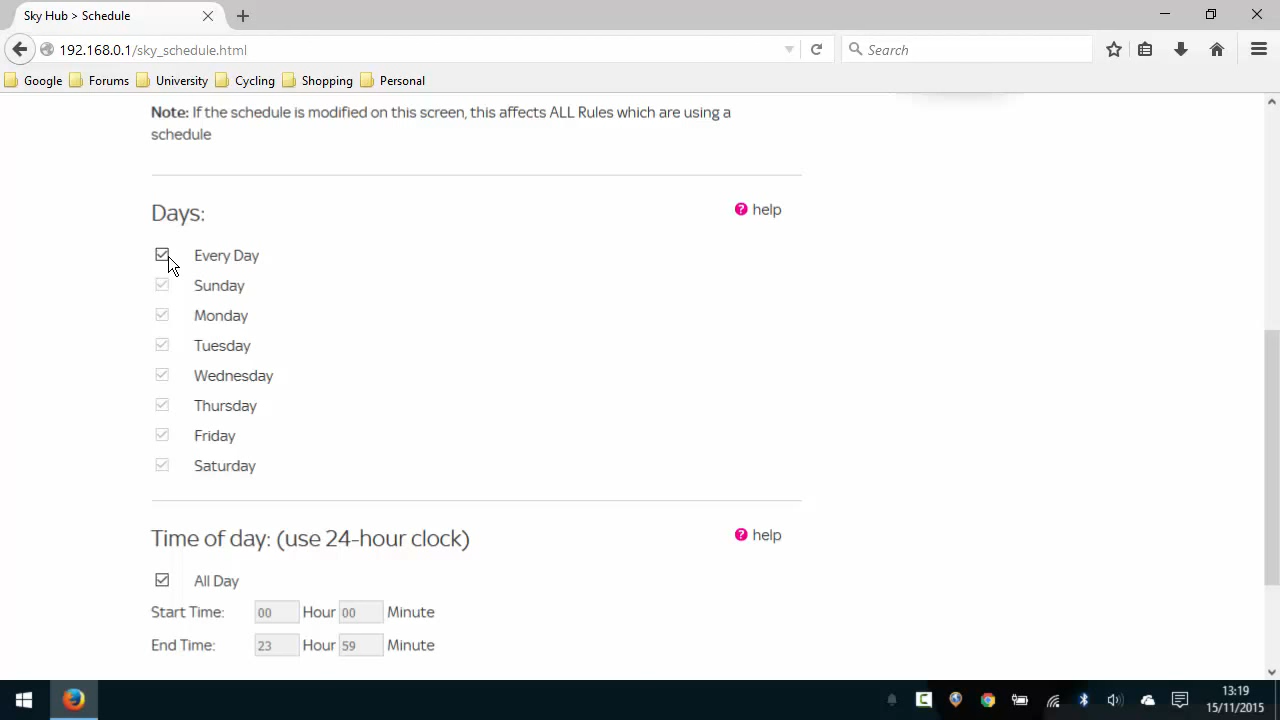 Sky Hub > Schedule
192.168.0.1/sky_schedule.html
Search
Google Forums University Cycling Shopping Personal
Note: If the schedule is modified on this screen, this affects ALL Rules which are using a
schedule
Days:
? help
Every Day
Sunday
Monday
Tuesday
Wednesday
Thursday
Friday
Saturday
Time of day: (use 24-hour clock)
? help
All Day
Start Time: 00 Hour 00 Minute
End Time: 23 Hour 59 Minute
13:19
15/11/2015